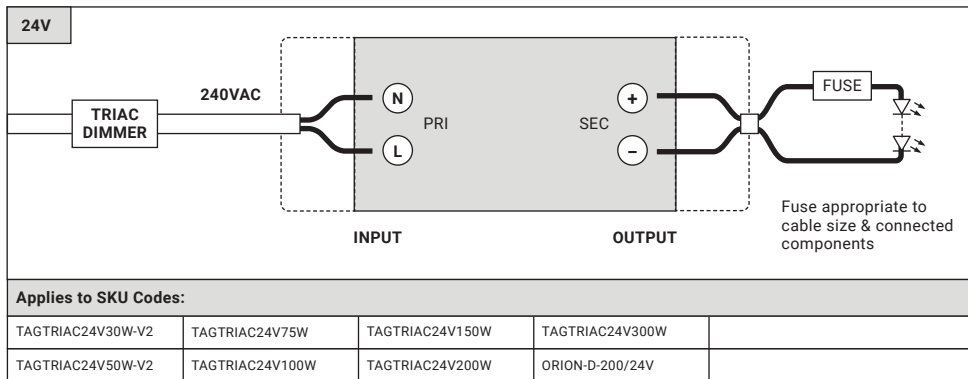 24V
240VAC
TRIAC
DIMMER
N
L
PRI
SEC
+
–
FUSE
INPUT
OUTPUT
Fuse appropriate to
cable size & connected
components
Applies to SKU Codes:
TAGTRIAC24V30W-V2 TAGTRIAC24V75W TAGTRIAC24V150W TAGTRIAC24V300W
TAGTRIAC24V50W-V2 TAGTRIAC24V100W TAGTRIAC24V200W ORION-D-200/24V